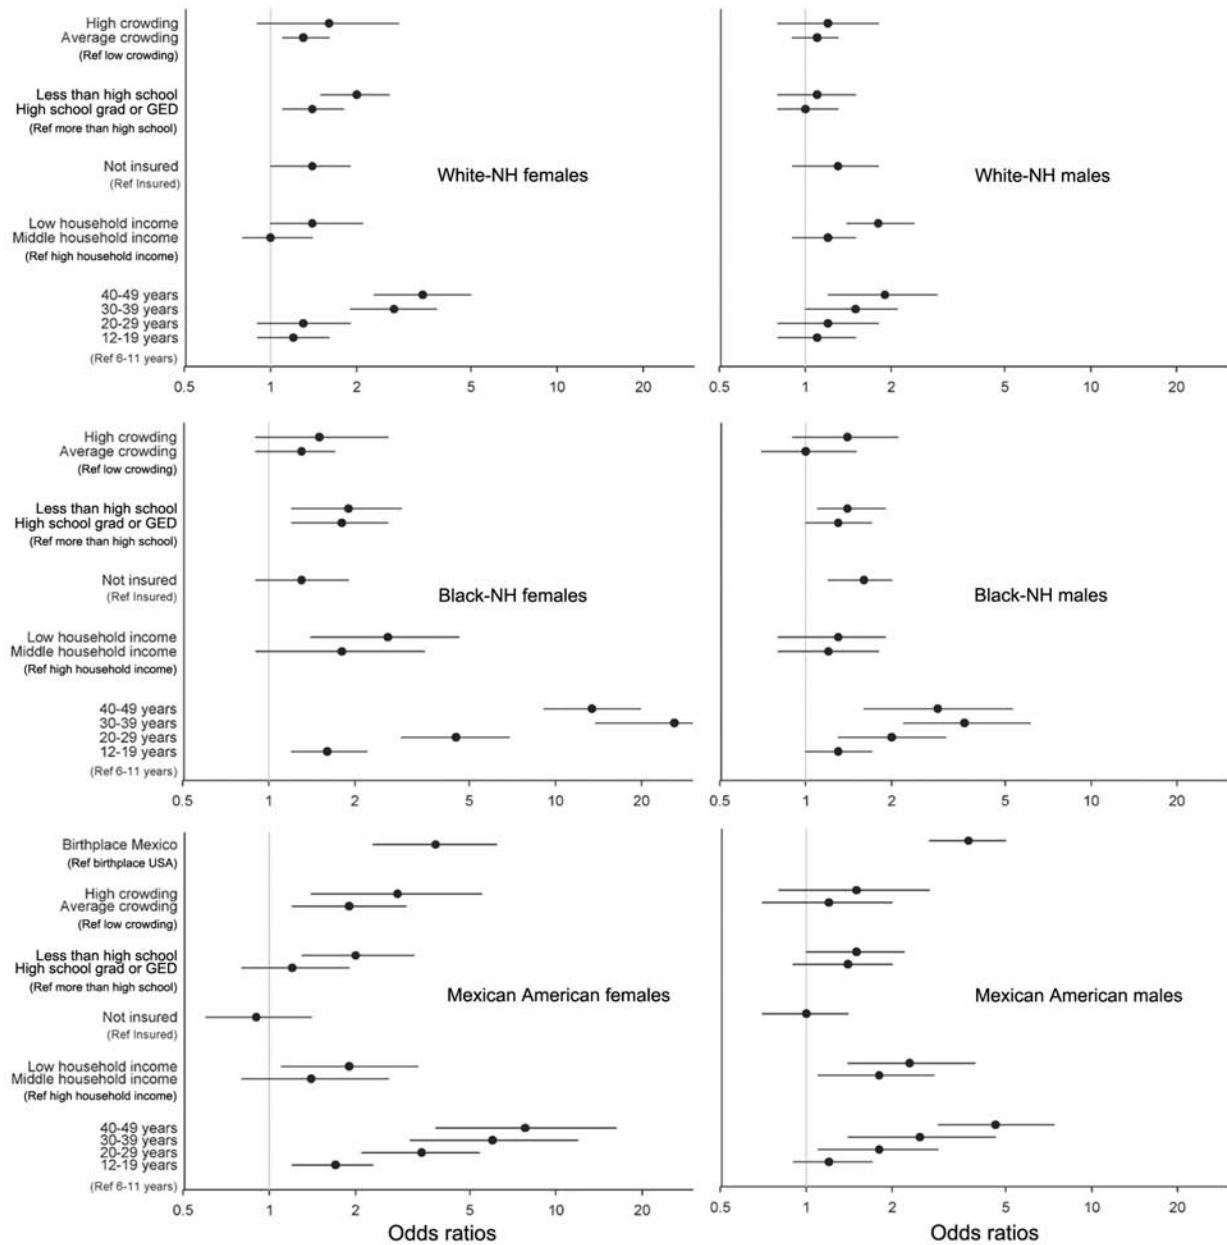 High crowding
Average crowding
(Ref low crowding)
Less than high school
High school grad or GED
(Ref more than high school)
Not insured
(Ref Insured)
White-NH females
Low household income
Middle household income
(Ref high household income)
40-49 years
30-39 years
20-29 years
12-19 years
(Ref 6-11 years)
0.5 1 2 5 10 20
White-NH males
0.5 1 2 5 10 20
High crowding
Average crowding
(Ref low crowding)
Less than high school
High school grad or GED
(Ref more than high school)
Not insured
(Ref Insured)
Black-NH females
Low household income
Middle household income
(Ref high household income)
40-49 years
30-39 years
20-29 years
12-19 years
(Ref 6-11 years)
0.5 1 2 5 10 20
Black-NH males
0.5 1 2 5 10 20
Birthplace Mexico
(Ref birthplace USA)
High crowding
Average crowding
(Ref low crowding)
Less than high school
High school grad or GED
(Ref more than high school)
Mexican American females
Not insured
(Ref Insured)
Low household income
Middle household income
(Ref high household income)
40-49 years
30-39 years
20-29 years
12-19 years
(Ref 6-11 years)
0.5 1 2 5 10 20
Odds ratios
Mexican American males
0.5 1 2 5 10 20
Odds ratios